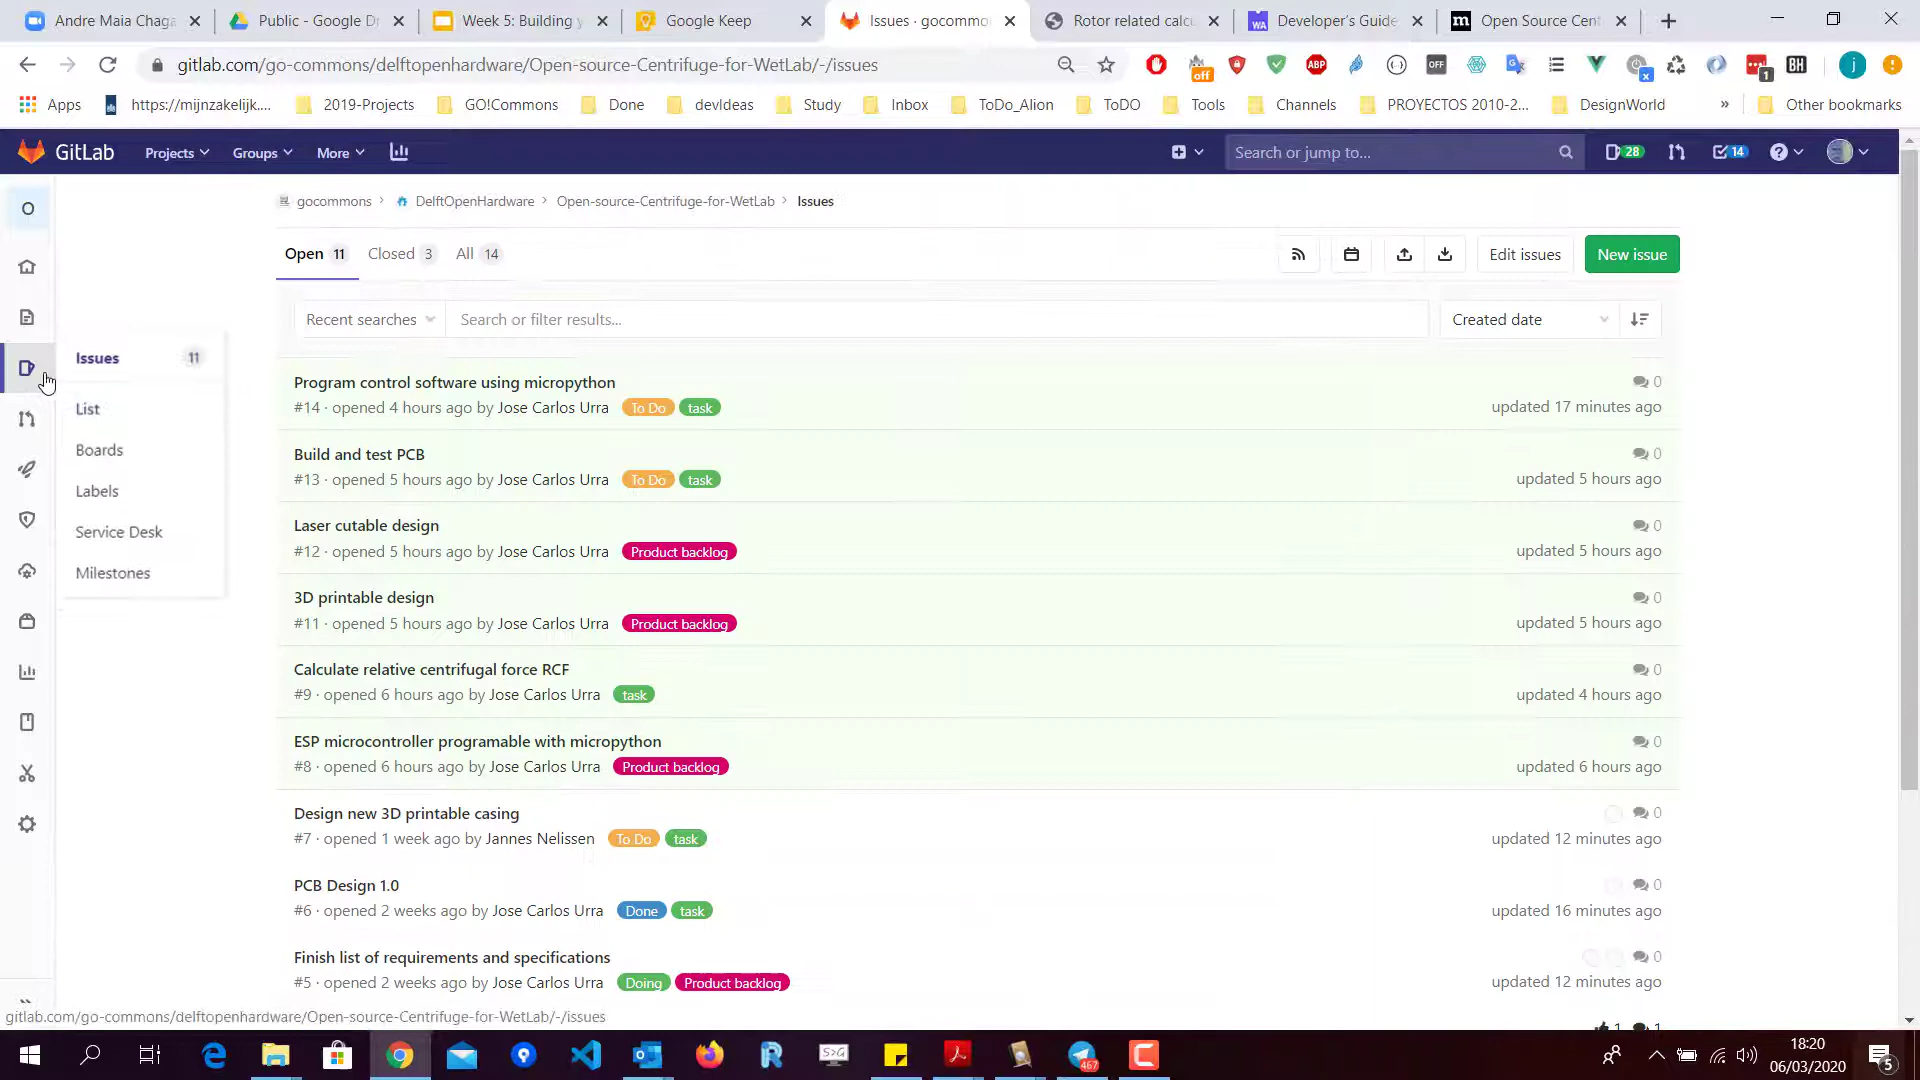 Andre Maia Chaga
Public - Google Dr
Week 5: Building y
Google Keep
Issues · gocommo
Rotor related calcu
Developer's Guide
Open Source Cent
gitlab.com/go-commons/delftopenhardware/Open-source-Centrifuge-for-WetLab/-/issues
off
ABP
OFF
x
1
BH
j
Apps
https://mijnzakelijk....
2019-Projects
GO!Commons
Done
devIdeas
Study
Inbox
ToDo_Alion
ToDO
Tools
Channels
PROYECTOS 2010-2...
DesignWorld
»
Other bookmarks
GitLab
Projects
Groups
More
Search or jump to...
28
14
O
gocommons
DelftOpenHardware
Open-source-Centrifuge-for-WetLab
Issues
Open 11
Closed 3
All 14
Edit issues
New issue
Recent searches
Search or filter results...
Created date
Issues 11
List
Boards
Labels
Service Desk
Milestones
Program control software using micropython 0
#14 · opened 4 hours ago by Jose Carlos Urra To Do task updated 17 minutes ago
Build and test PCB 0
#13 · opened 5 hours ago by Jose Carlos Urra To Do task updated 5 hours ago
Laser cutable design 0
#12 · opened 5 hours ago by Jose Carlos Urra Product backlog updated 5 hours ago
3D printable design 0
#11 · opened 5 hours ago by Jose Carlos Urra Product backlog updated 5 hours ago
Calculate relative centrifugal force RCF 0
#9 · opened 6 hours ago by Jose Carlos Urra task updated 4 hours ago
ESP microcontroller programable with micropython 0
#8 · opened 6 hours ago by Jose Carlos Urra Product backlog updated 6 hours ago
Design new 3D printable casing 0
#7 · opened 1 week ago by Jannes Nelissen To Do task updated 12 minutes ago
PCB Design 1.0 0
#6 · opened 2 weeks ago by Jose Carlos Urra Done task updated 16 minutes ago
Finish list of requirements and specifications 0
#5 · opened 2 weeks ago by Jose Carlos Urra Doing Product backlog updated 12 minutes ago
1 1
gitlab.com/go-commons/delftopenhardware/Open-source-Centrifuge-for-WetLab/-/issues
467
18:20
06/03/2020
5